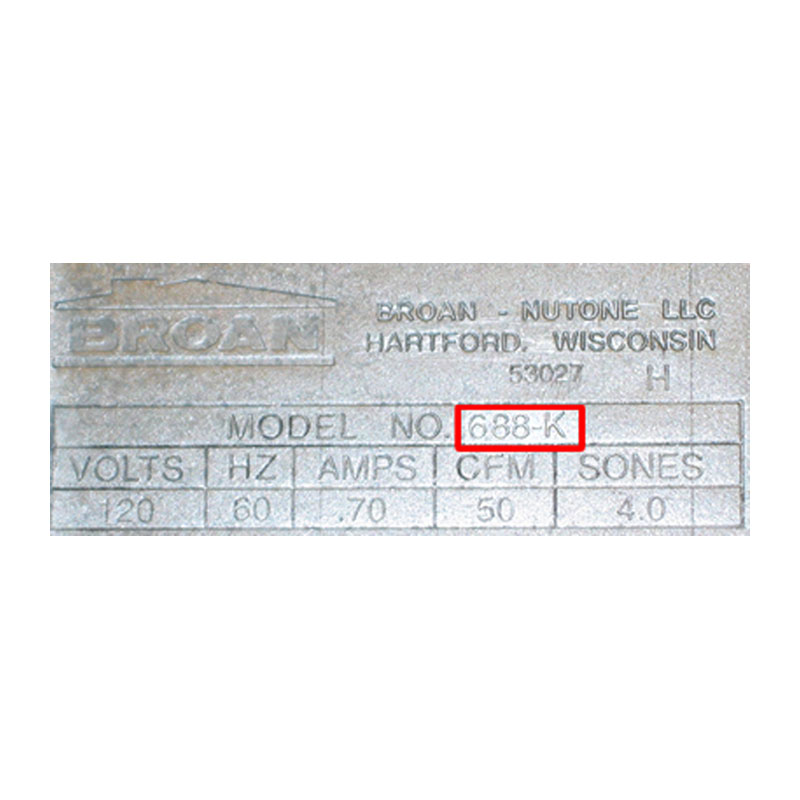 BROAN
BROAN - NUTONE LLC
HARTFORD, WISCONSIN
53027 H
MODEL NO. 688-K
VOLTS HZ AMPS CFM SONES
120 60 .70 50 4.0